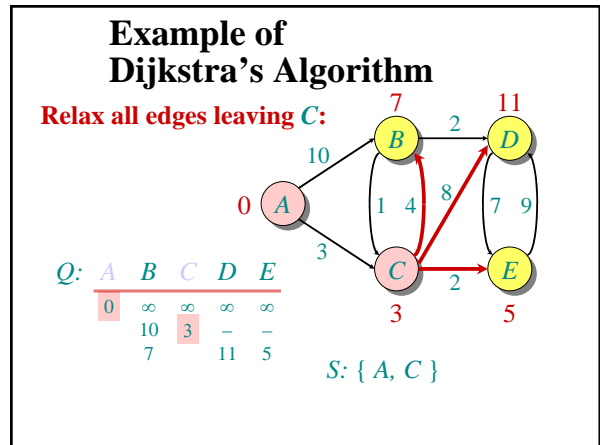 Example of
Dijkstra's Algorithm
Relax all edges leaving C:
7
11
B
2
D
10
0
A
1
4
8
7
9
3
C
2
E
3
5
Q: A B C D E
0 ∞ ∞ ∞ ∞
10 3 – –
7 11 5
S: { A, C }